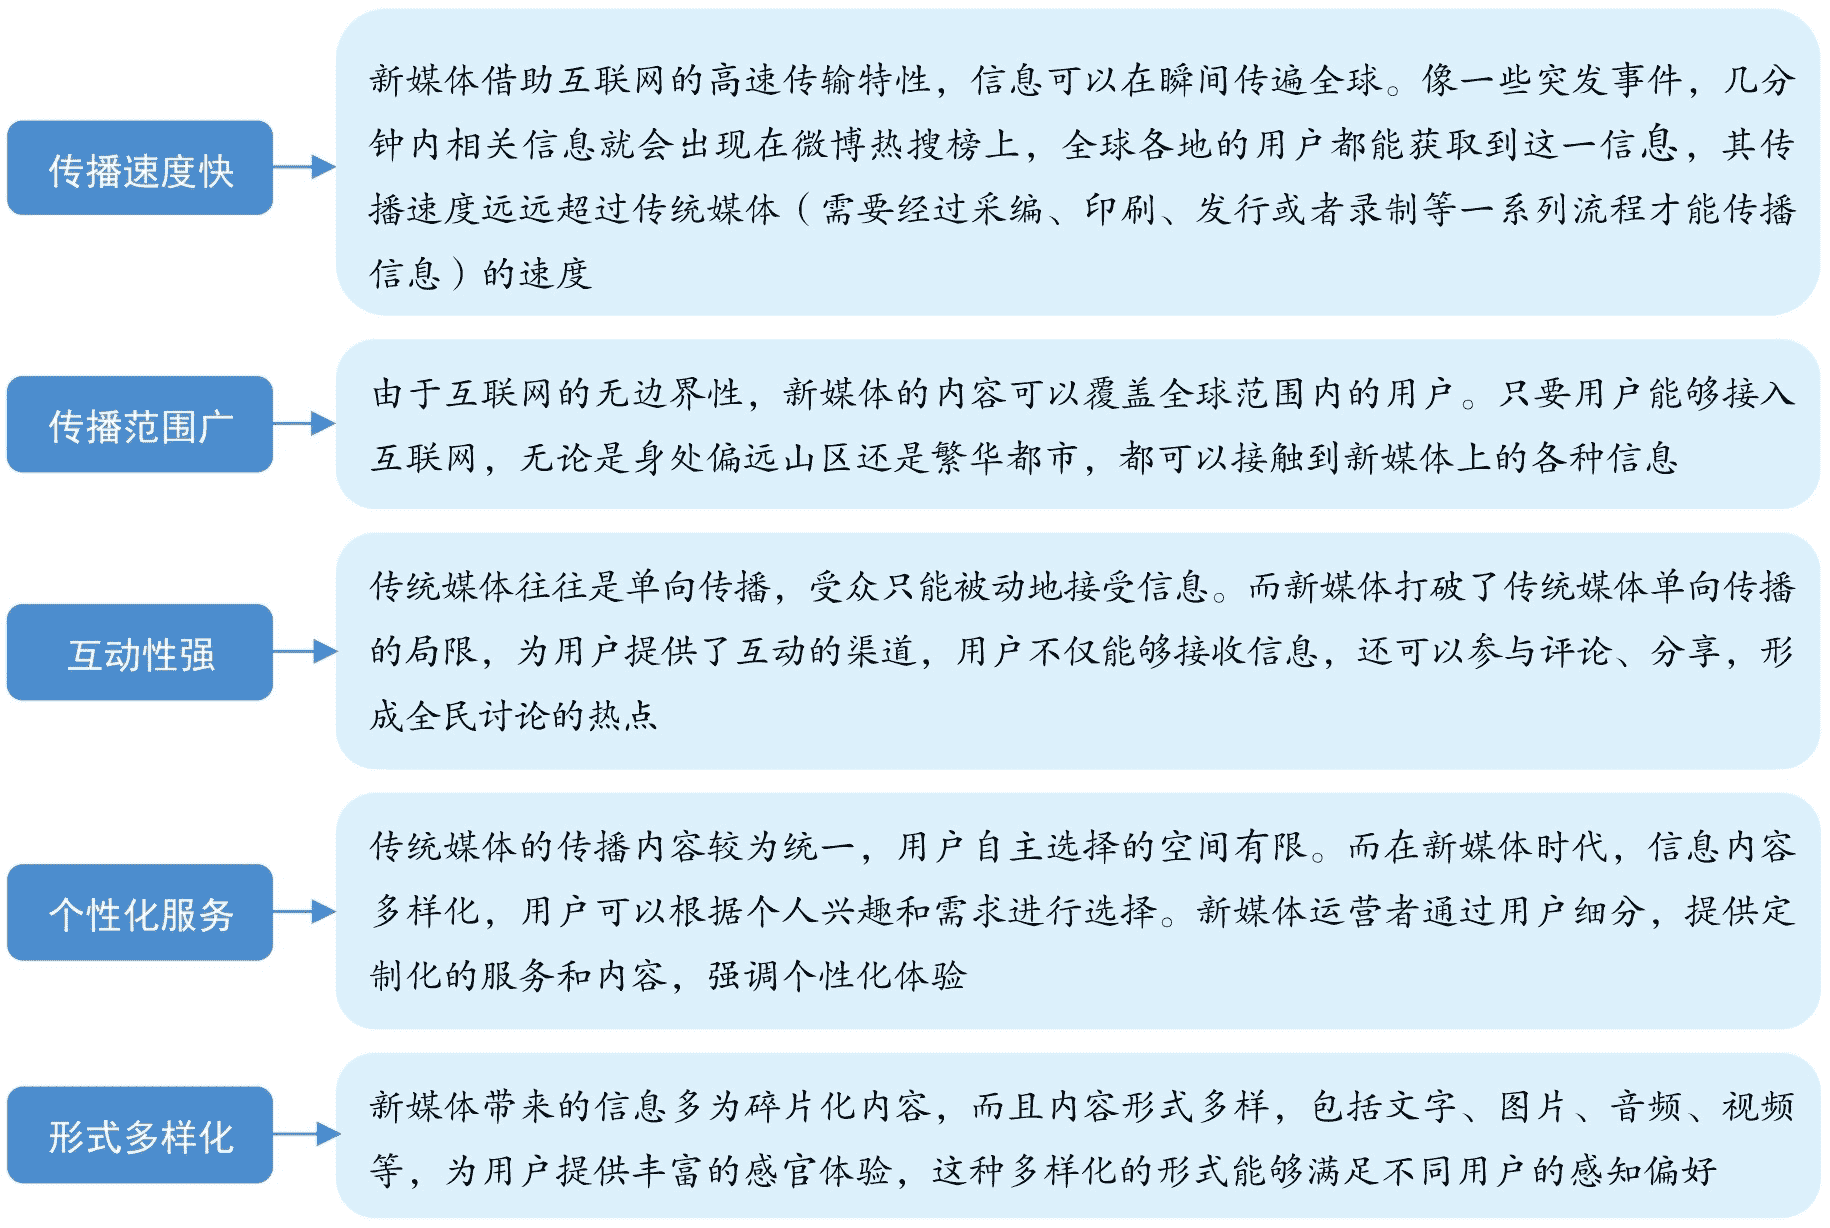 传播速度快
新媒体借助互联网的高速传输特性，信息可以在瞬间传遍全球。像一些突发事件，几分
钟内相关信息就会出现在微博热搜榜上，全球各地的用户都能获取到这一信息，其传
播速度远远超过传统媒体（需要经过采编、印刷、发行或者录制等一系列流程才能传播
信息）的速度
传播范围广
由于互联网的无边界性，新媒体的内容可以覆盖全球范围内的用户。只要用户能够接入
互联网，无论是身处偏远山区还是繁华都市，都可以接触到新媒体上的各种信息
互动性强
传统媒体往往是单向传播，受众只能被动地接受信息。而新媒体打破了传统媒体单向传播
的局限，为用户提供了互动的渠道，用户不仅能够接收信息，还可以参与评论、分享，形
成全民讨论的热点
个性化服务
传统媒体的传播内容较为统一，用户自主选择的空间有限。而在新媒体时代，信息内容
多样化，用户可以根据个人兴趣和需求进行选择。新媒体运营者通过用户细分，提供定
制化的服务和内容，强调个性化体验
形式多样化
新媒体带来的信息多为碎片化内容，而且内容形式多样，包括文字、图片、音频、视频
等，为用户提供丰富的感官体验，这种多样化的形式能够满足不同用户的感知偏好